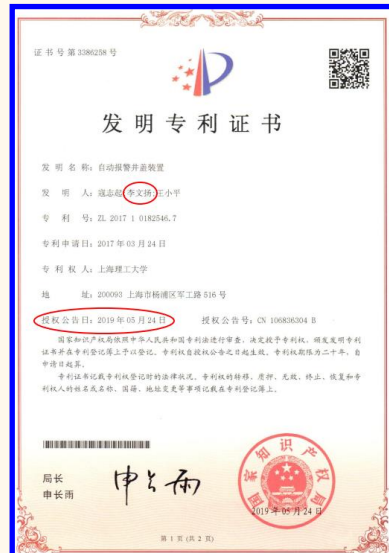 证书号第3386258号
发明专利证书
发 明 名 称：自动报警井盖装置
发 明 人：寇志起;李文扬;王小平
专 利 号：ZL 2017 1 0182546.7
专利申请日：2017年03月24日
专 利 权 人：上海理工大学
地 址：200093 上海市杨浦区军工路516号
授权公告日：2019年05月24日 授权公告号：CN 106836304 B
国家知识产权局依照中华人民共和国专利法进行审查，决定授予专利权，颁发发明专利
证书并在专利登记簿上予以登记。专利权自授权公告之日起生效。专利权期限为二十年，自
申请日起算。
专利证书记载专利权登记时的法律状况。专利权的转移、质押、无效、终止、恢复和专
利权人的姓名或名称、国籍、地址变更等事项记载在专利登记簿上。
局长
申长雨
申长雨
国家知识产权局
2019年05月24日
第 1 页 (共 2 页)